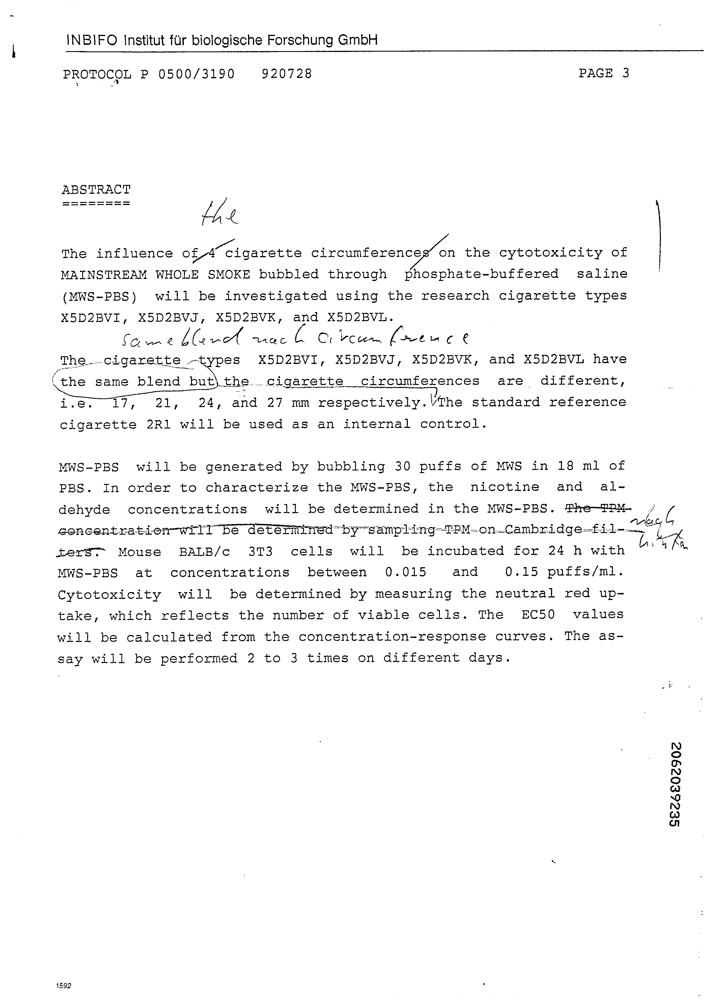 INBIFO Institut für biologische Forschung GmbH
PROTOCOL P 0500/3190 920728 PAGE 3
ABSTRACT
========
the
The influence of 4 cigarette circumferences on the cytotoxicity of
MAINSTREAM WHOLE SMOKE bubbled through phosphate-buffered saline
(MWS-PBS) will be investigated using the research cigarette types
X5D2BVI, X5D2BVJ, X5D2BVK, and X5D2BVL.
same blend nach circumference
The cigarette types X5D2BVI, X5D2BVJ, X5D2BVK, and X5D2BVL have
the same blend but the cigarette circumferences are different,
i.e. 17, 21, 24, and 27 mm respectively. The standard reference
cigarette 2R1 will be used as an internal control.
MWS-PBS will be generated by bubbling 30 puffs of MWS in 18 ml of
PBS. In order to characterize the MWS-PBS, the nicotine and al-
dehyde concentrations will be determined in the MWS-PBS. The TPM
concentration will be determined by sampling TPM on Cambridge fil-
nach
ters. Mouse BALB/c 3T3 cells will be incubated for 24 h with
MWS-PBS at concentrations between 0.015 and 0.15 puffs/ml.
Cytotoxicity will be determined by measuring the neutral red up-
take, which reflects the number of viable cells. The EC50 values
will be calculated from the concentration-response curves. The as-
say will be performed 2 to 3 times on different days.
2062039235
1592